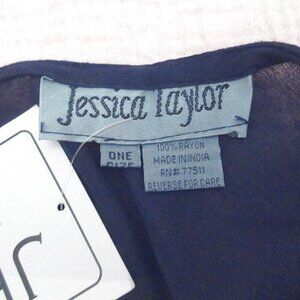 Jessica Taylor
ONE
SIZE
100% RAYON
MADE IN INDIA
RN# 77511
REVERSE FOR CARE